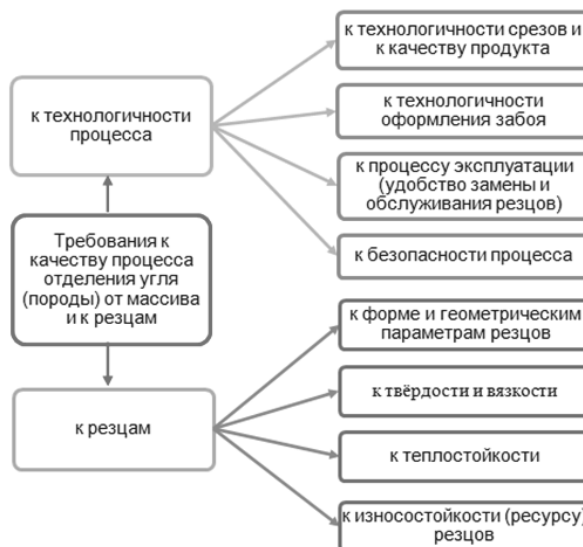 к технологичности срезов и
к качеству продукта
к технологичности
процесса
к технологичности
оформления забоя
к процессу эксплуатации
(удобство замены и
обслуживания резцов)
Требования к
качеству процесса
отделения угля
(породы) от массива
и к резцам
к безопасности процесса
к форме и геометрическим
параметрам резцов
к твёрдости и вязкости
к резцам
к теплостойкости
к износостойкости (ресурсу)
резцов